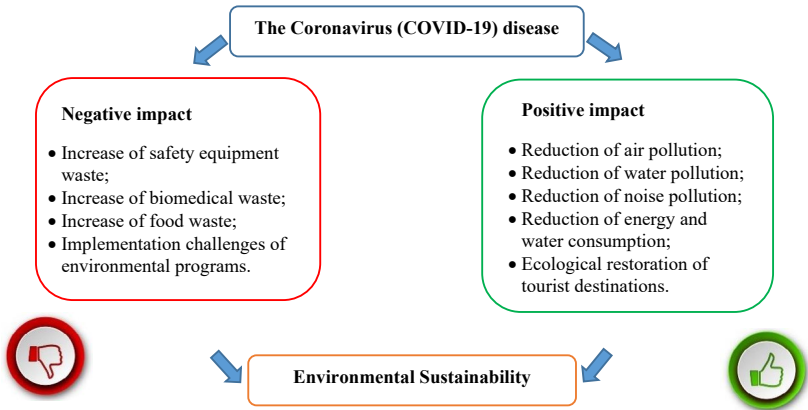 The Coronavirus (COVID-19) disease
Negative impact
• Increase of safety equipment
waste;
• Increase of biomedical waste;
• Increase of food waste;
• Implementation challenges of
environmental programs.
Positive impact
• Reduction of air pollution;
• Reduction of water pollution;
• Reduction of noise pollution;
• Reduction of energy and
water consumption;
• Ecological restoration of
tourist destinations.
Environmental Sustainability